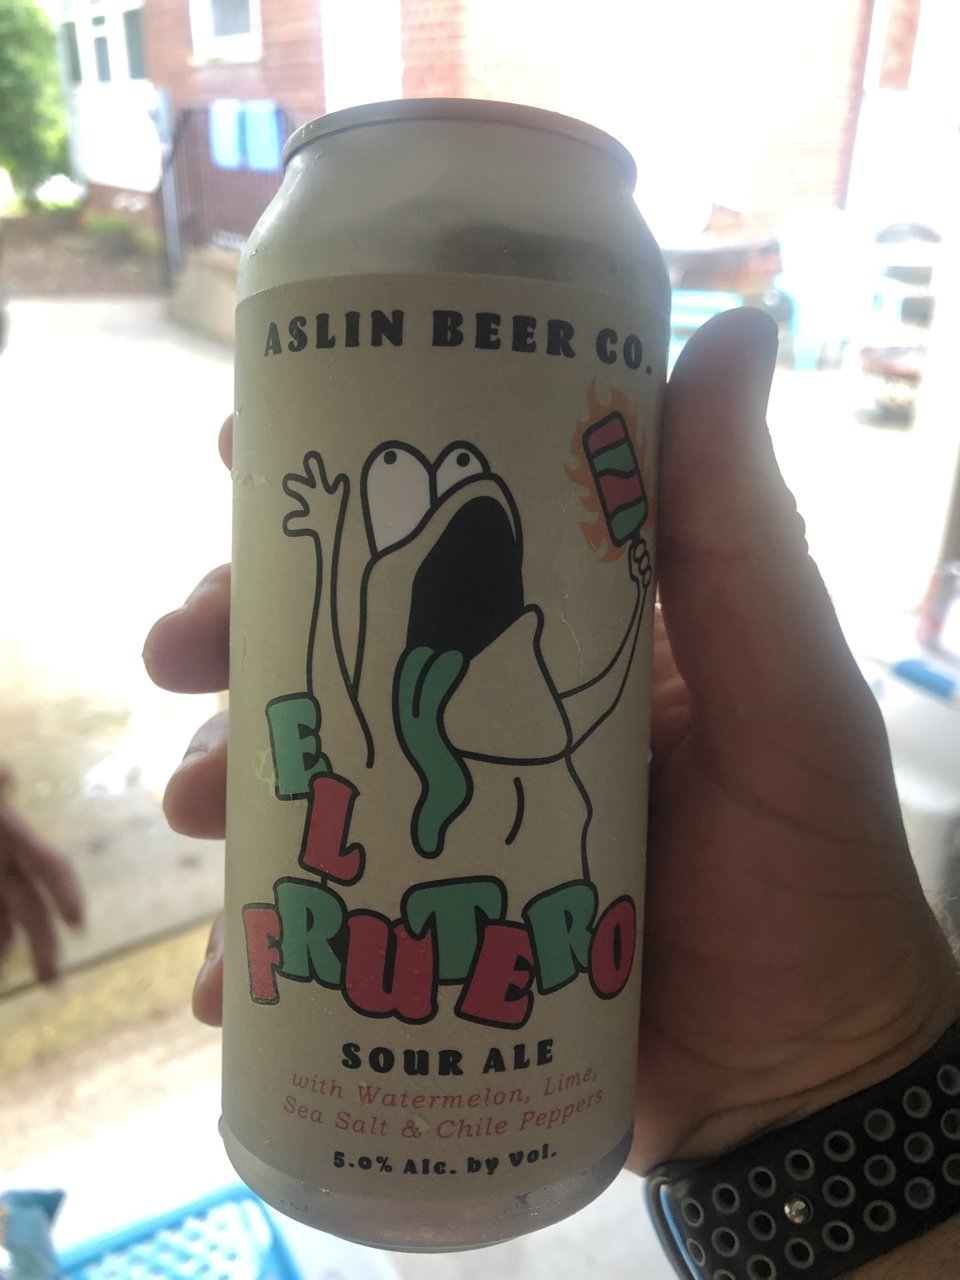 ASLIN BEER CO.
EL
FRUTERO
SOUR ALE
with Watermelon, Lime,
Sea Salt & Chile Peppers
5.0% Alc. by Vol.